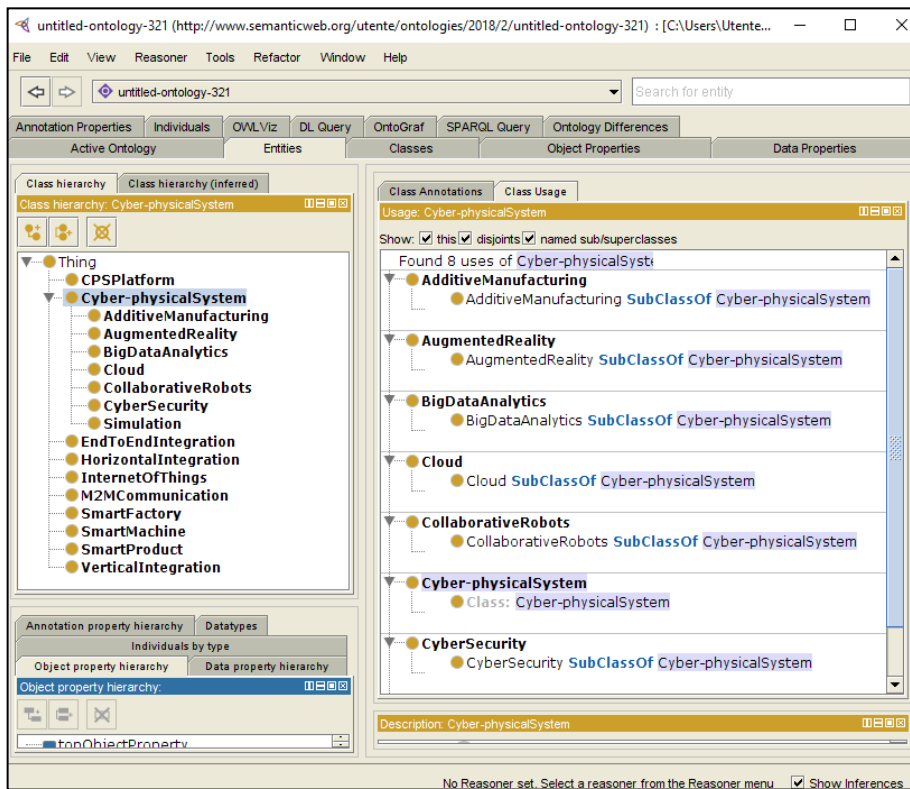 untitled-ontology-321 (http://www.semanticweb.org/utente/ontologies/2018/2/untitled-ontology-321) : [C:\Users\Utente...
File Edit View Reasoner Tools Refactor Window Help
untitled-ontology-321
Search for entity
Annotation Properties Individuals OWLViz DL Query OntoGraf SPARQL Query Ontology Differences
Active Ontology Entities Classes Object Properties Data Properties
Class hierarchy Class hierarchy (inferred)
Class hierarchy: Cyber-physicalSystem
Thing
CPSPlatform
Cyber-physicalSystem
AdditiveManufacturing
AugmentedReality
BigDataAnalytics
Cloud
CollaborativeRobots
CyberSecurity
Simulation
EndToEndIntegration
HorizontalIntegration
InternetOfThings
M2MCommunication
SmartFactory
SmartMachine
SmartProduct
VerticalIntegration
Annotation property hierarchy Datatypes
Individuals by type
Object property hierarchy Data property hierarchy
Object property hierarchy:
topObjectProperty
Class Annotations Class Usage
Usage: Cyber-physicalSystem
Show: this disjoints named sub/superclasses
Found 8 uses of Cyber-physicalSyste
AdditiveManufacturing
AdditiveManufacturing SubClassOf Cyber-physicalSystem
AugmentedReality
AugmentedReality SubClassOf Cyber-physicalSystem
BigDataAnalytics
BigDataAnalytics SubClassOf Cyber-physicalSystem
Cloud
Cloud SubClassOf Cyber-physicalSystem
CollaborativeRobots
CollaborativeRobots SubClassOf Cyber-physicalSystem
Cyber-physicalSystem
Class: Cyber-physicalSystem
CyberSecurity
CyberSecurity SubClassOf Cyber-physicalSystem
Description: Cyber-physicalSystem
No Reasoner set. Select a reasoner from the Reasoner menu Show Inferences